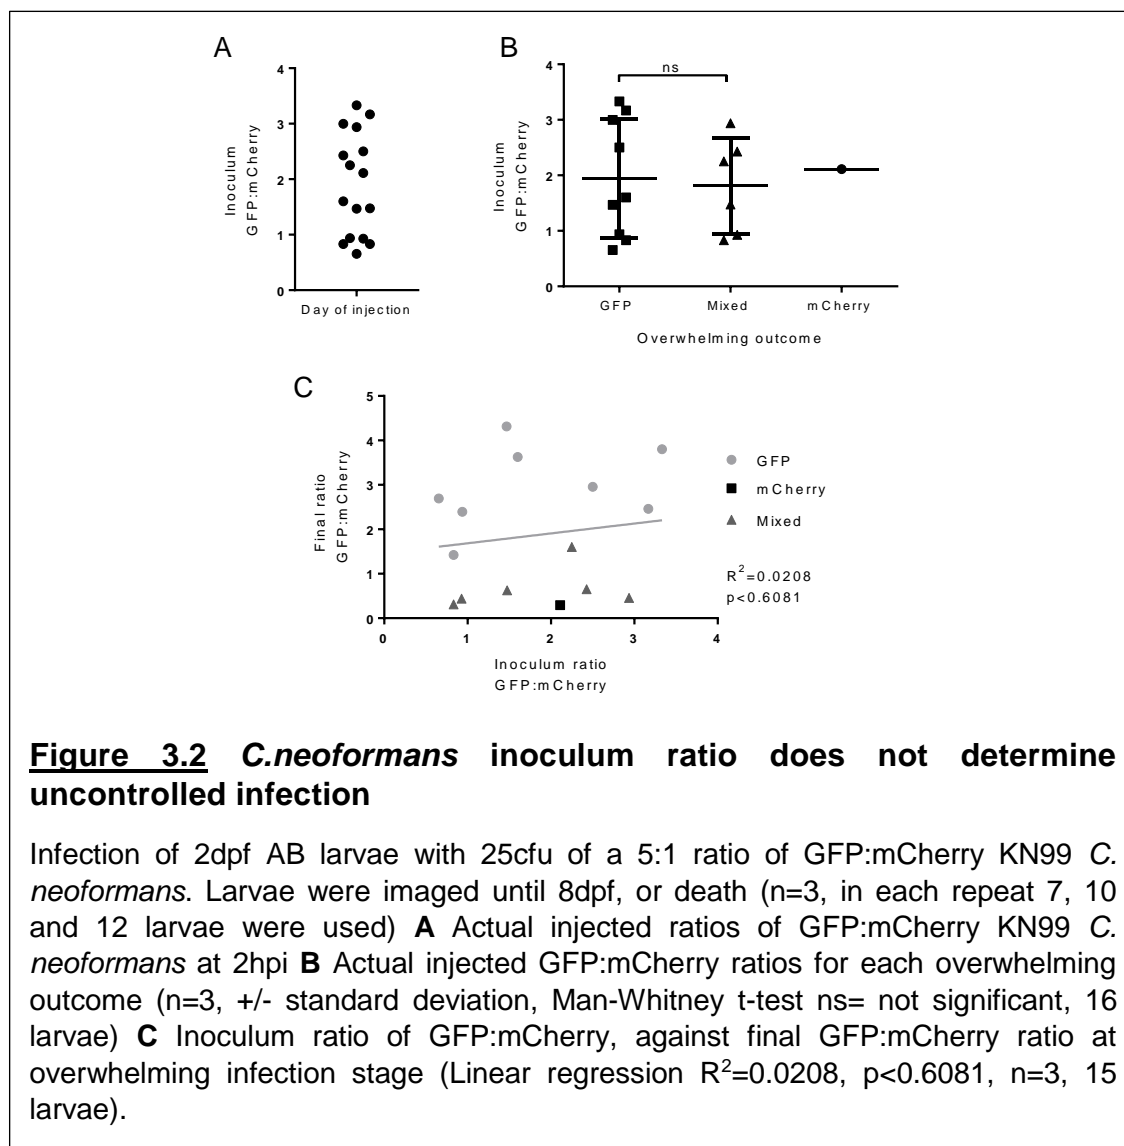 A
4
3
2
1
0
Inoculum
GFP:mCherry
Day of injection
B
4
3
2
1
0
Inoculum
GFP:mCherry
ns
GFP Mixed mCherry
Overwhelming outcome
C
5
4
3
2
1
0
Final ratio
GFP:mCherry
0 1 2 3 4
Inoculum ratio
GFP:mCherry
GFP
mCherry
Mixed
R²=0.0208
p<0.6081
Figure 3.2 C.neoformans inoculum ratio does not determine
uncontrolled infection
Infection of 2dpf AB larvae with 25cfu of a 5:1 ratio of GFP:mCherry KN99 C.
neoformans. Larvae were imaged until 8dpf, or death (n=3, in each repeat 7, 10
and 12 larvae were used) A Actual injected ratios of GFP:mCherry KN99 C.
neoformans at 2hpi B Actual injected GFP:mCherry ratios for each overwhelming
outcome (n=3, +/- standard deviation, Man-Whitney t-test ns= not significant, 16
larvae) C Inoculum ratio of GFP:mCherry, against final GFP:mCherry ratio at
overwhelming infection stage (Linear regression R²=0.0208, p<0.6081, n=3, 15
larvae).